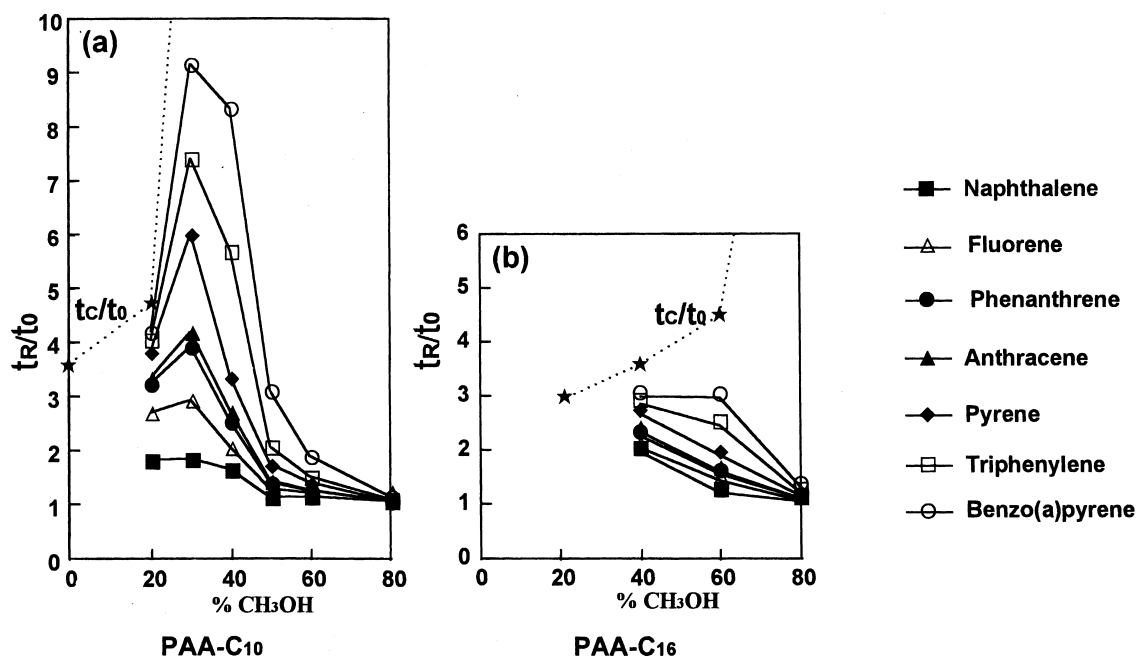 (a)
10
9
8
7
6
5
4
3
2
1
0
tR/t0
tC/t0
0 20 40 60 80
% CH3OH
PAA-C10
(b)
6
5
4
3
2
1
0
tR/t0
tC/t0
0 20 40 60 80
% CH3OH
PAA-C16
Naphthalene
Fluorene
Phenanthrene
Anthracene
Pyrene
Triphenylene
Benzo(a)pyrene